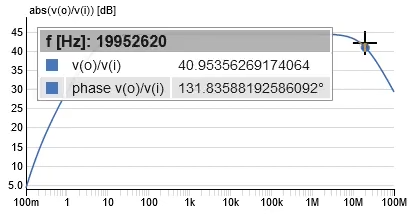 abs(v(o)/v(i)) [dB]
45
40
35
30
25
20
15
10
5.0
f [Hz]: 19952620
v(o)/v(i) 40.95356269174064
phase v(o)/v(i) 131.83588192586092°
100m 1 10 100 1k 10k 100k 1M 10M 100M